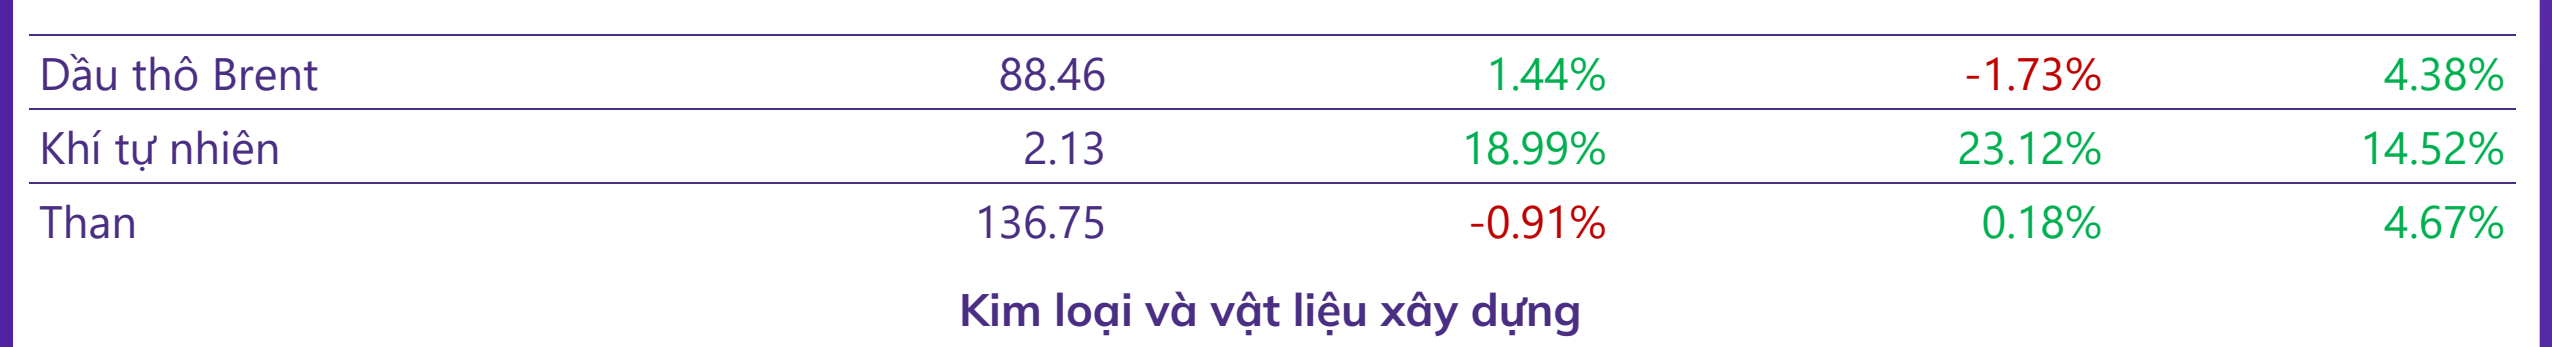 Dầu thô Brent 88.46 1.44% -1.73% 4.38%
Khí tự nhiên 2.13 18.99% 23.12% 14.52%
Than 136.75 -0.91% 0.18% 4.67%
Kim loại và vật liệu xây dựng